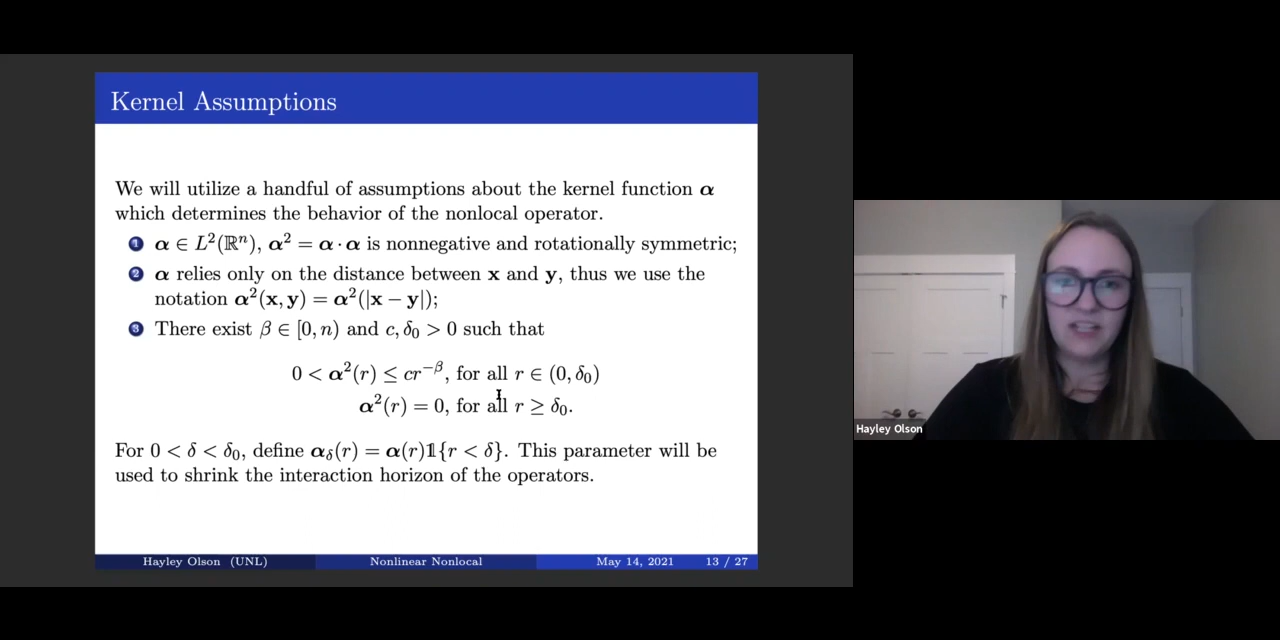 Kernel Assumptions
We will utilize a handful of assumptions about the kernel function α
which determines the behavior of the nonlocal operator.
1 α ∈ L²(ℝⁿ), α² = α · α is nonnegative and rotationally symmetric;
2 α relies only on the distance between x and y, thus we use the
notation α²(x, y) = α²(|x − y|);
3 There exist β ∈ [0, n) and c, δ₀ > 0 such that
0 < α²(r) ≤ cr⁻ᵝ, for all r ∈ (0, δ₀)
α²(r) = 0, for all r ≥ δ₀.
For 0 < δ < δ₀, define α_δ(r) = α(r)𝟙{r < δ}. This parameter will be
used to shrink the interaction horizon of the operators.
Hayley Olson (UNL) Nonlinear Nonlocal May 14, 2021 13 / 27
Hayley Olson